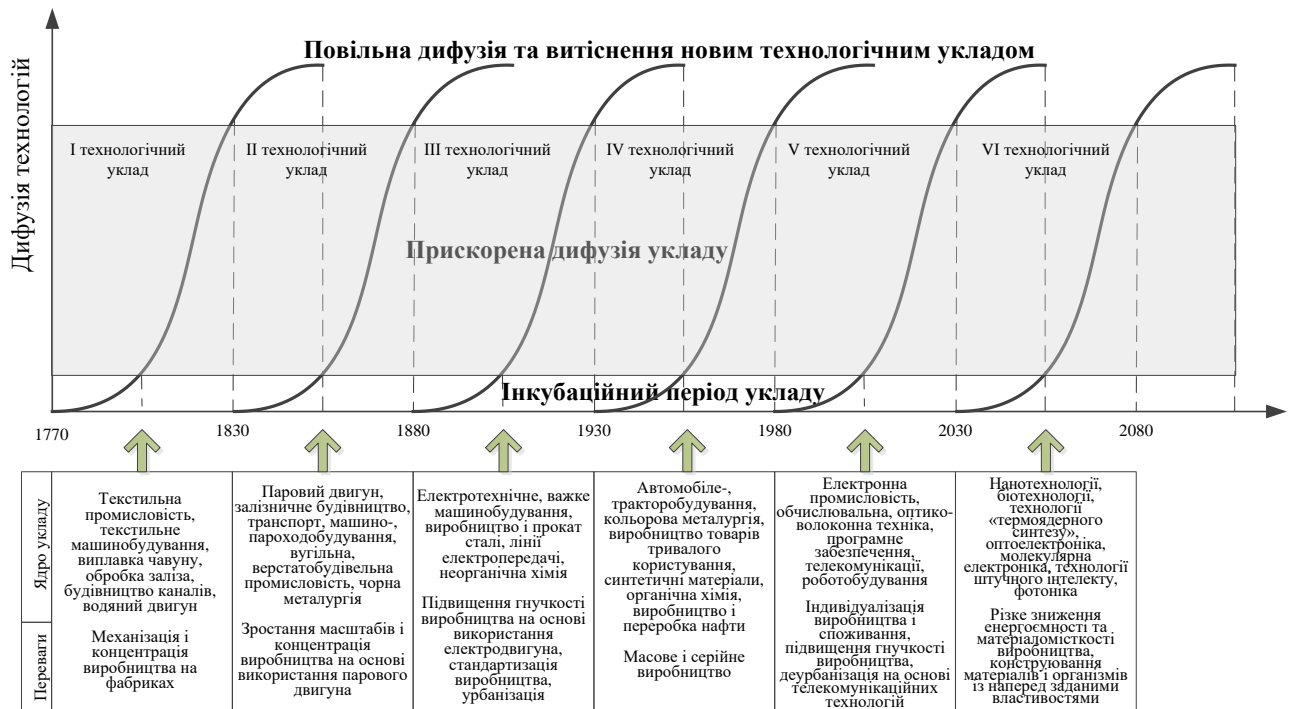 Повільна дифузія та витіснення новим технологічним укладом
Дифузія технологій
I технологічний
уклад
II технологічний
уклад
III технологічний
уклад
IV технологічний
уклад
V технологічний
уклад
VI технологічний
уклад
Прискорена дифузія укладу
Інкубаційний період укладу
1770
1830
1880
1930
1980
2030
2080
Ядро укладу
Текстильна
промисловість,
текстильне
машинобудування,
виплавка чавуну,
обробка заліза,
будівництво каналів,
водяний двигун
Паровий двигун,
залізничне будівництво,
транспорт, машино-,
пароходобудування,
вугільна,
верстатобудівельна
промисловість, чорна
металургія
Електротехнічне, важке
машинобудування,
виробництво і прокат
сталі, лінії
електропередачі,
неорганічна хімія
Автомобіле-,
тракторобудування,
кольорова металургія,
виробництво товарів
тривалого
користування,
синтетичні матеріали,
органічна хімія,
виробництво і
переробка нафти
Електронна
промисловість,
обчислювальна, оптико-
волоконна техніка,
програмне
забезпечення,
телекомунікації,
роботобудування
Нанотехнології,
біотехнології,
технології
«термоядерного
синтезу»,
оптоелектроніка,
молекулярна
електроніка, технології
штучного інтелекту,
фотоніка
Переваги
Механізація і
концентрація
виробництва на
фабриках
Зростання масштабів і
концентрація
виробництва на основі
використання парового
двигуна
Підвищення гнучкості
виробництва на основі
використання
електродвигуна,
стандартизація
виробництва,
урбанізація
Масове і серійне
виробництво
Індивідуалізація
виробництва і
споживання,
підвищення гнучкості
виробництва,
деурбанізація на основі
телекомунікаційних
технологій
Різке зниження
енергоємності та
матеріаломісткості
виробництва,
конструювання
матеріалів і організмів
із наперед заданими
властивостями